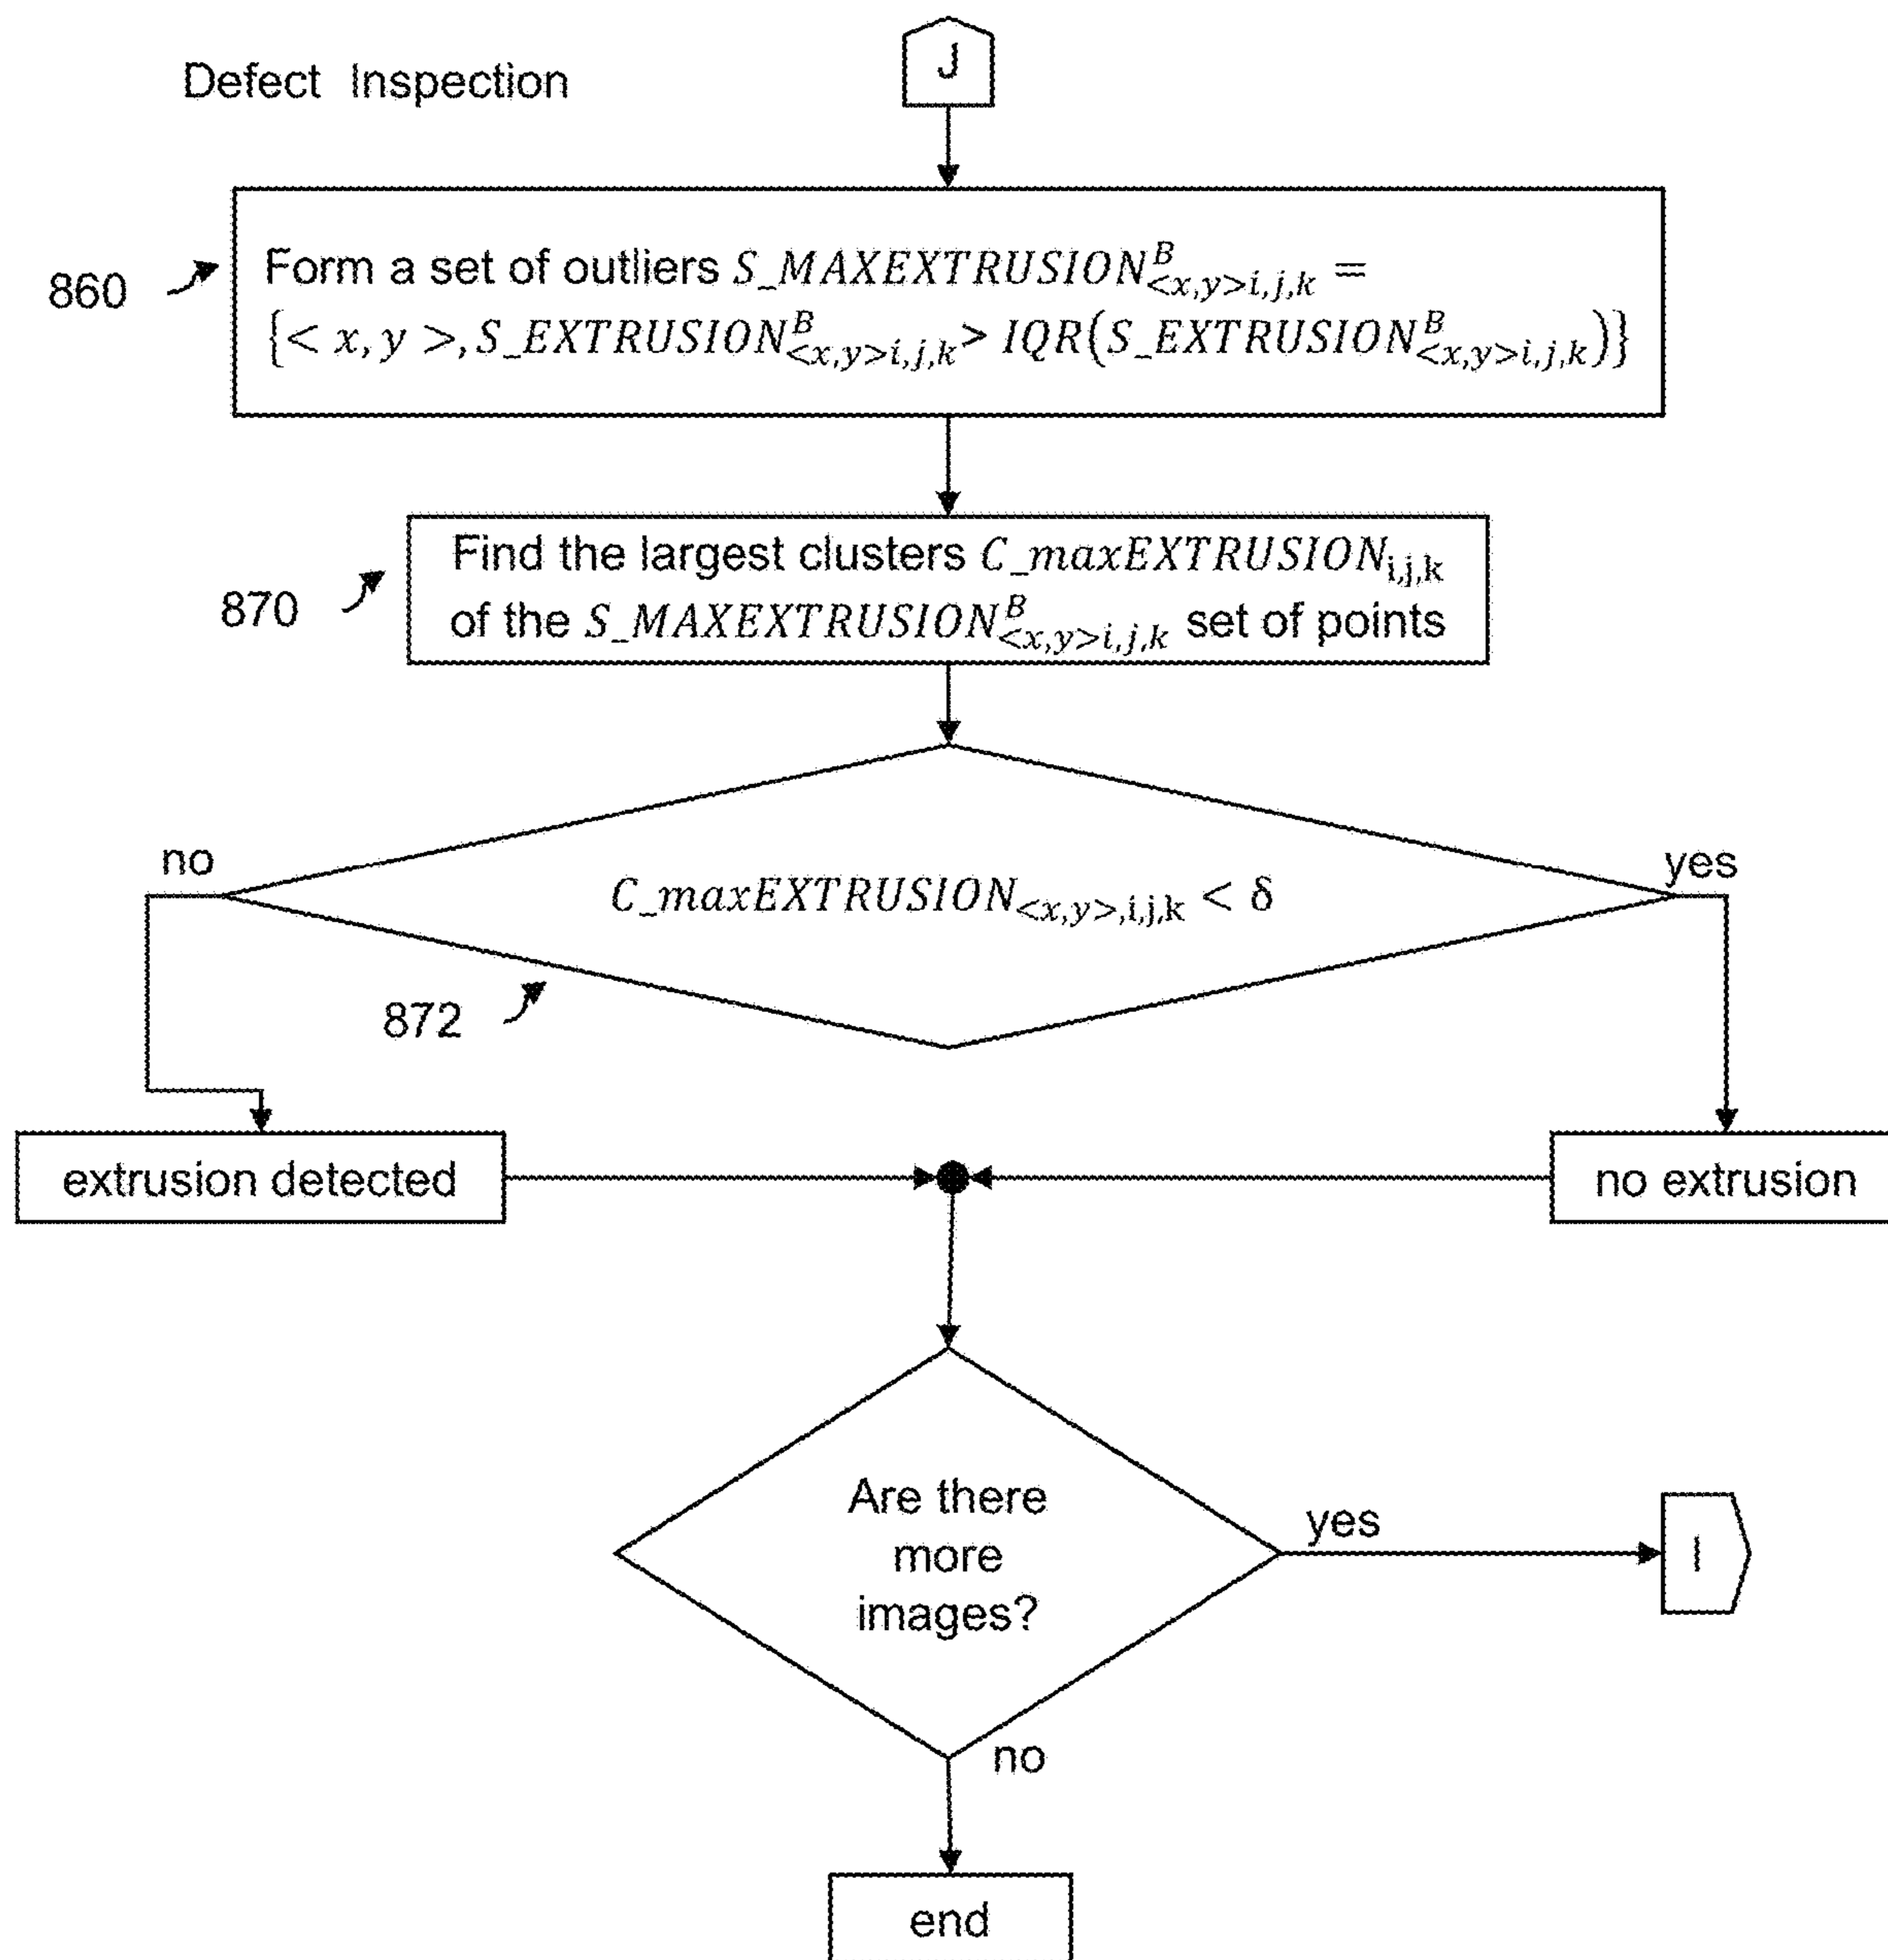 Defect Inspection
J
860
Form a set of outliers S_MAXEXTRUSION^B_{<x,y>i,j,k} =
{< x, y >, S_EXTRUSION^B_{<x,y>i,j,k} > IQR(S_EXTRUSION^B_{<x,y>i,j,k})}
870
Find the largest clusters C_maxEXTRUSION_{i,j,k}
of the S_MAXEXTRUSION^B_{<x,y>i,j,k} set of points
no
yes
C_maxEXTRUSION_{<x,y>,i,j,k} < δ
872
extrusion detected
no extrusion
Are there
more
images?
yes
I
no
end